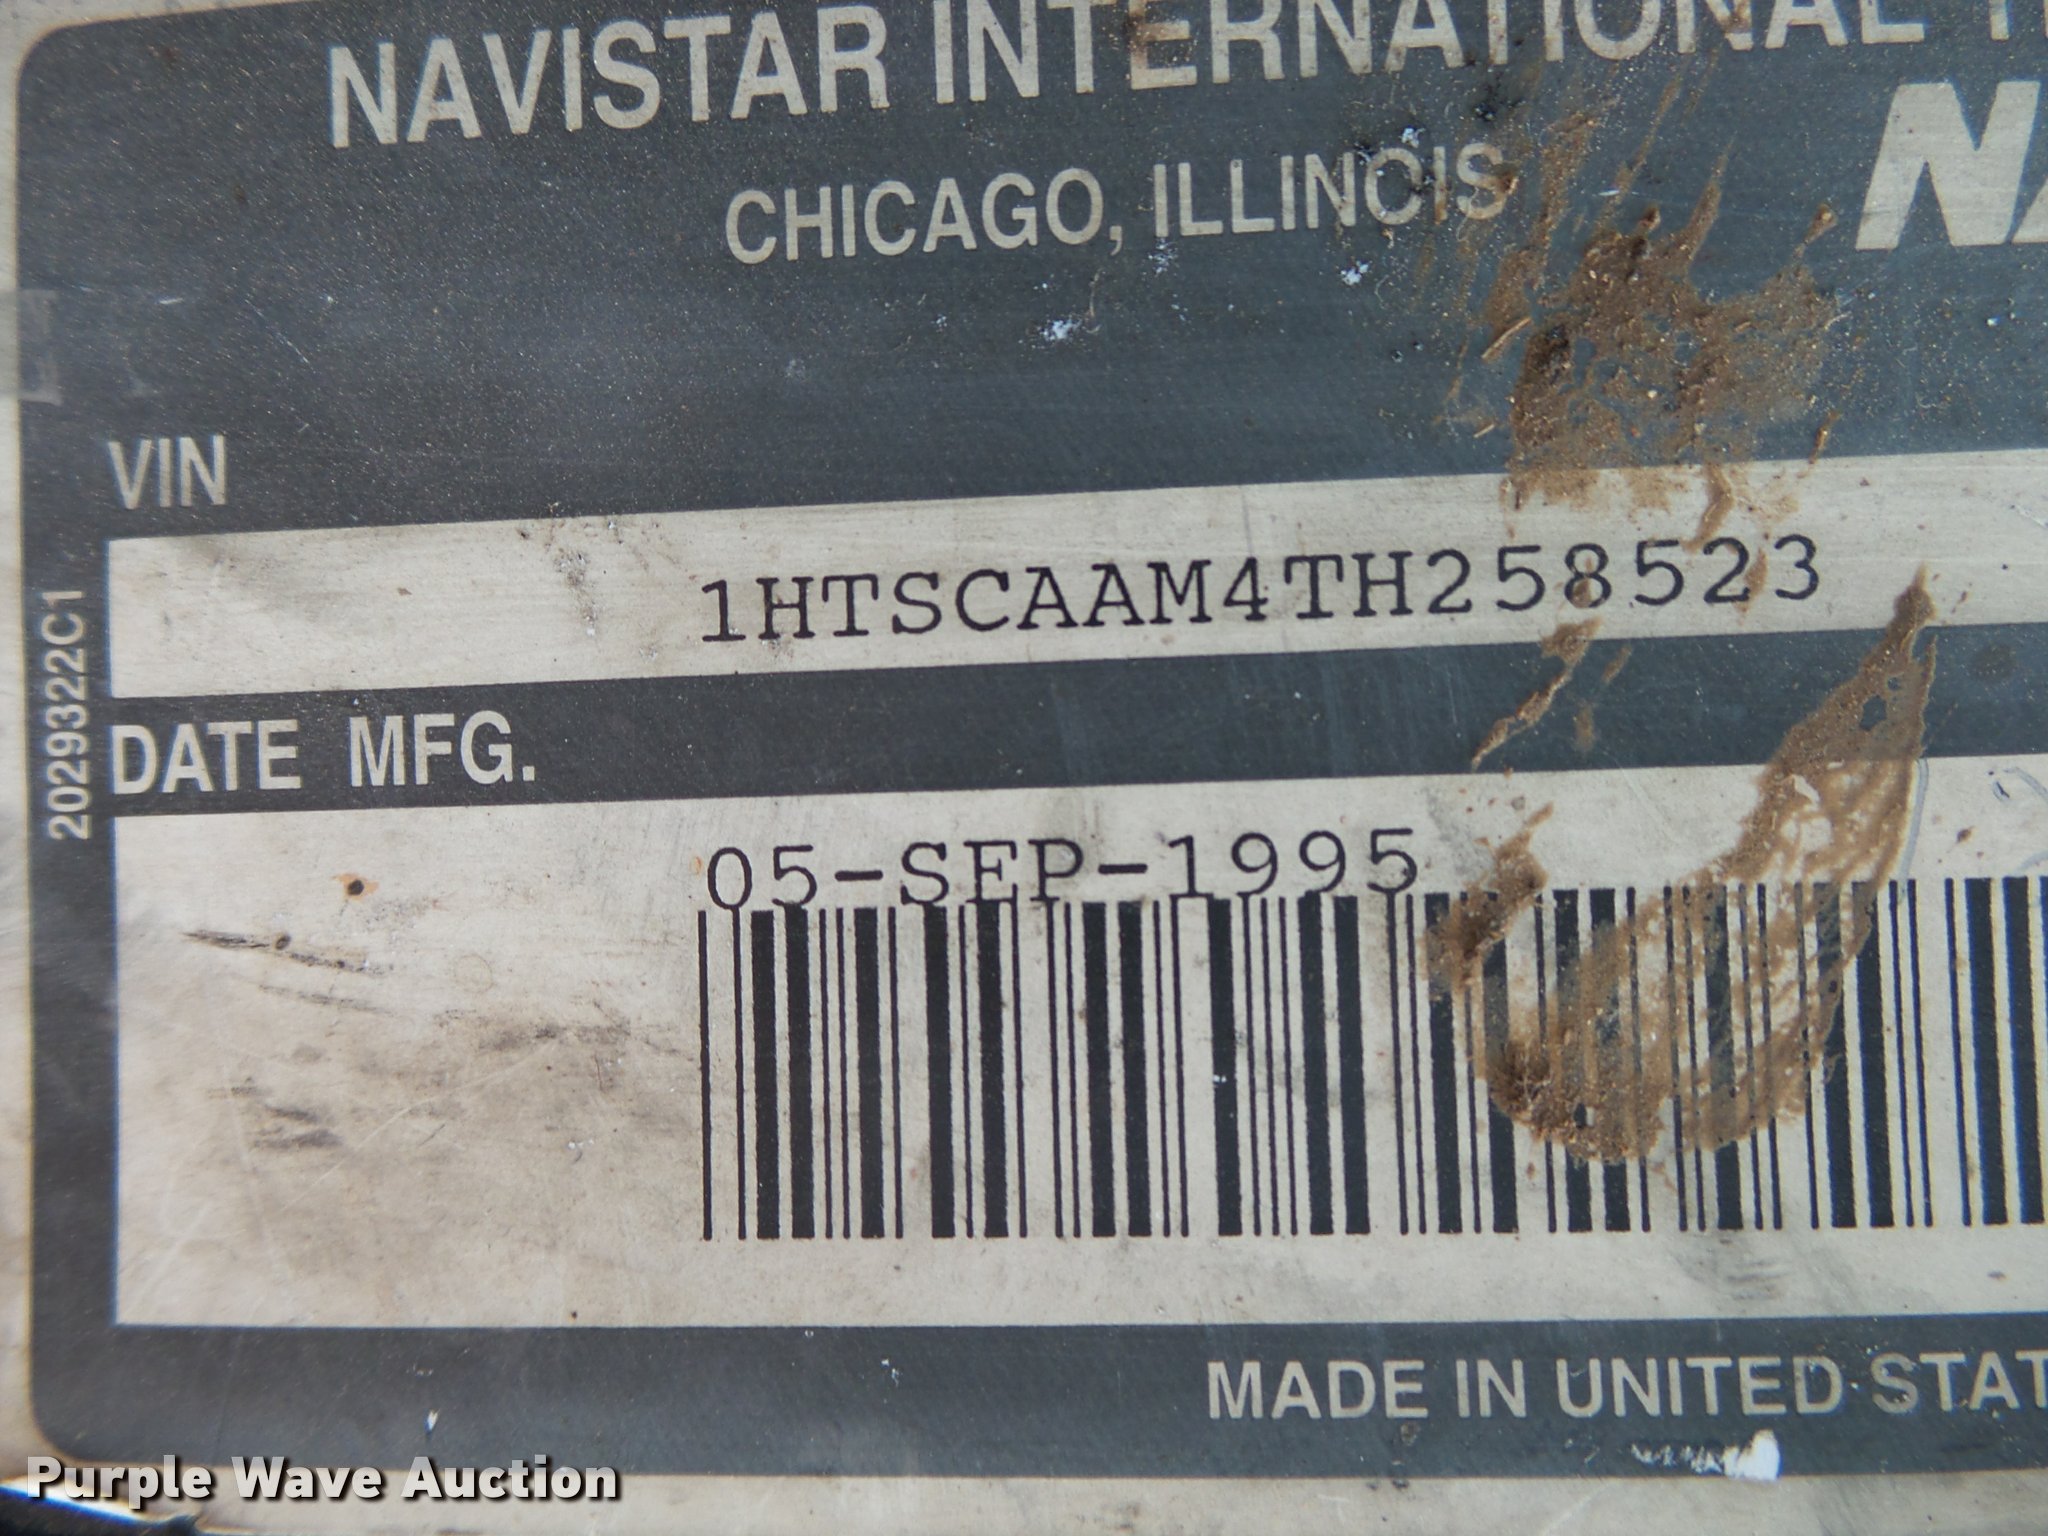 NAVISTAR INTERNATIONAL
CHICAGO, ILLINOIS
VIN
1HTSCAAM4TH258523
2029322C1
DATE MFG.
05-SEP-1995
MADE IN UNITED STAT
Purple Wave Auction